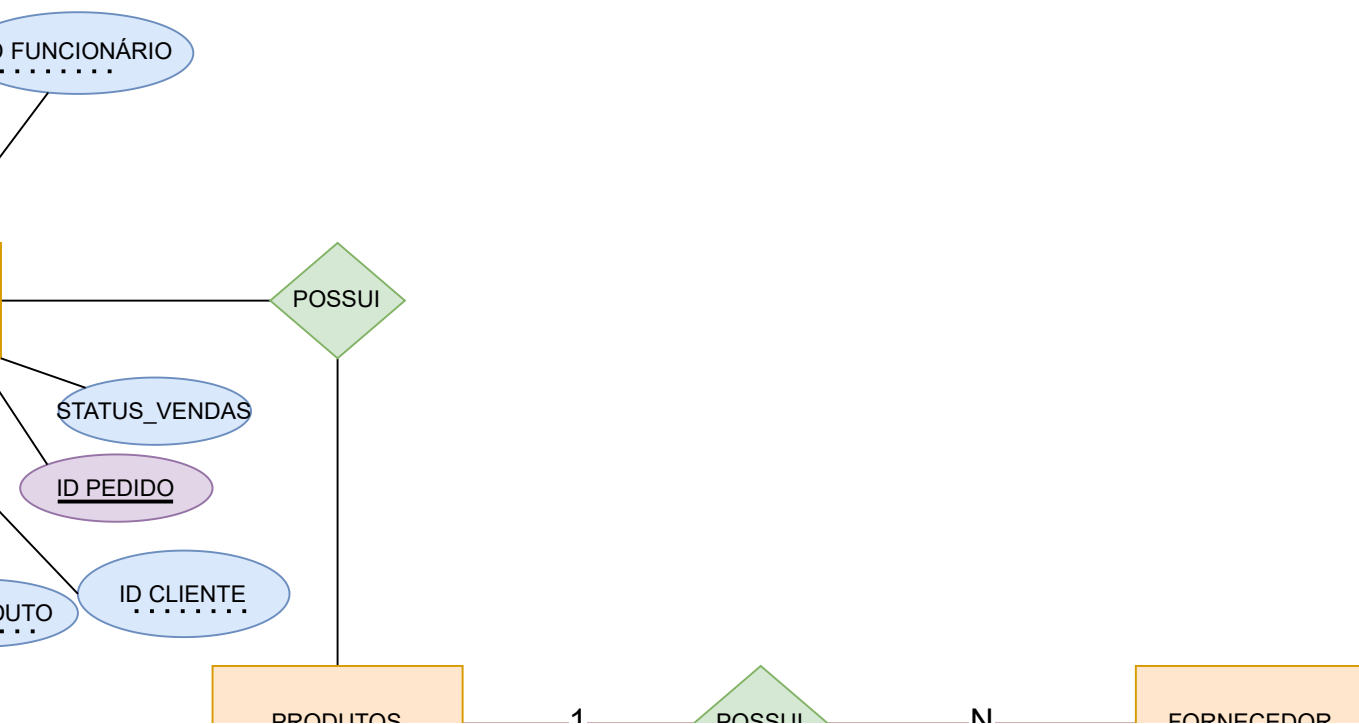 FUNCIONÁRIO
POSSUI
STATUS_VENDAS
ID PEDIDO
ID CLIENTE
PRODUTOS
1
POSSUI
N
FORNECEDOR